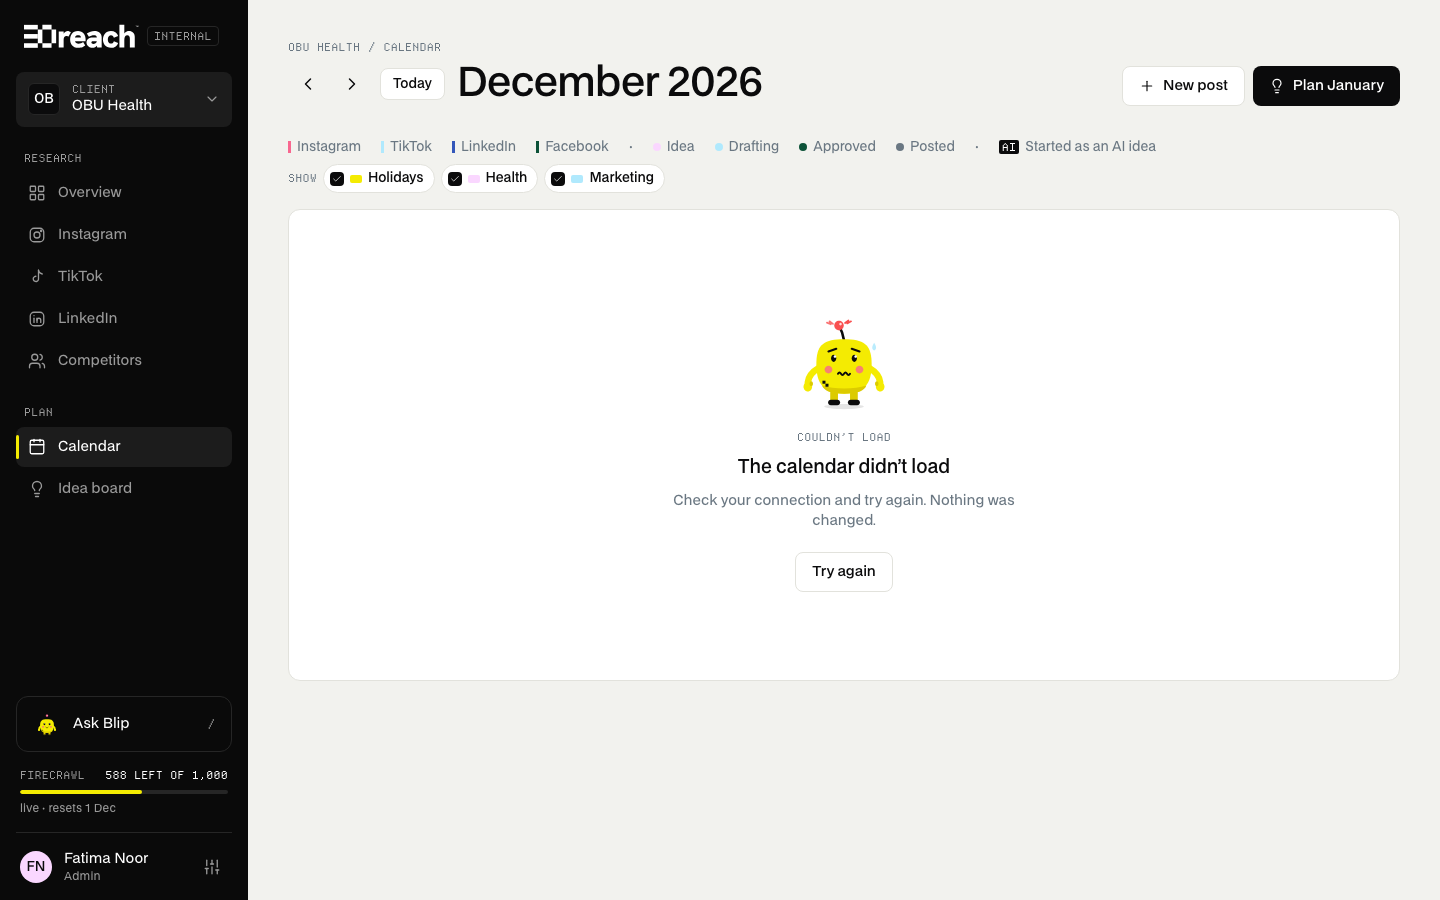 EDreach INTERNAL
OB
CLIENT
OBU Health
RESEARCH
Overview
Instagram
TikTok
LinkedIn
Competitors
PLAN
Calendar
Idea board
Ask Blip /
FIRECRAWL 588 LEFT OF 1,000
live · resets 1 Dec
FN
Fatima Noor
Admin
OBU HEALTH / CALENDAR
Today December 2026
New post Plan January
Instagram TikTok LinkedIn Facebook · Idea Drafting Approved Posted · AI Started as an AI idea
SHOW Holidays Health Marketing
COULDN’T LOAD
The calendar didn’t load
Check your connection and try again. Nothing was
changed.
Try again